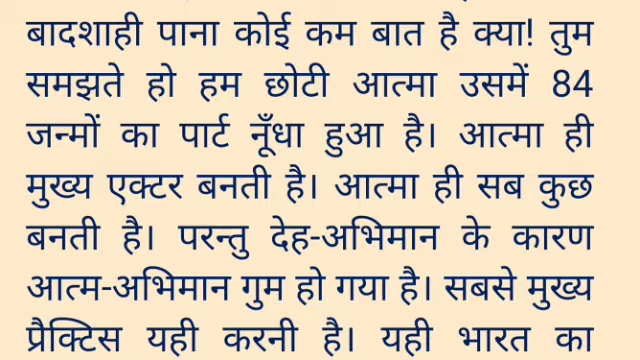 बादशाही पाना कोई कम बात है क्या! तुम
समझते हो हम छोटी आत्मा उसमें 84
जन्मों का पार्ट नूँधा हुआ है। आत्मा ही
मुख्य एक्टर बनती है। आत्मा ही सब कुछ
बनती है। परन्तु देह-अभिमान के कारण
आत्म-अभिमान गुम हो गया है। सबसे मुख्य
प्रैक्टिस यही करनी है। यही भारत का